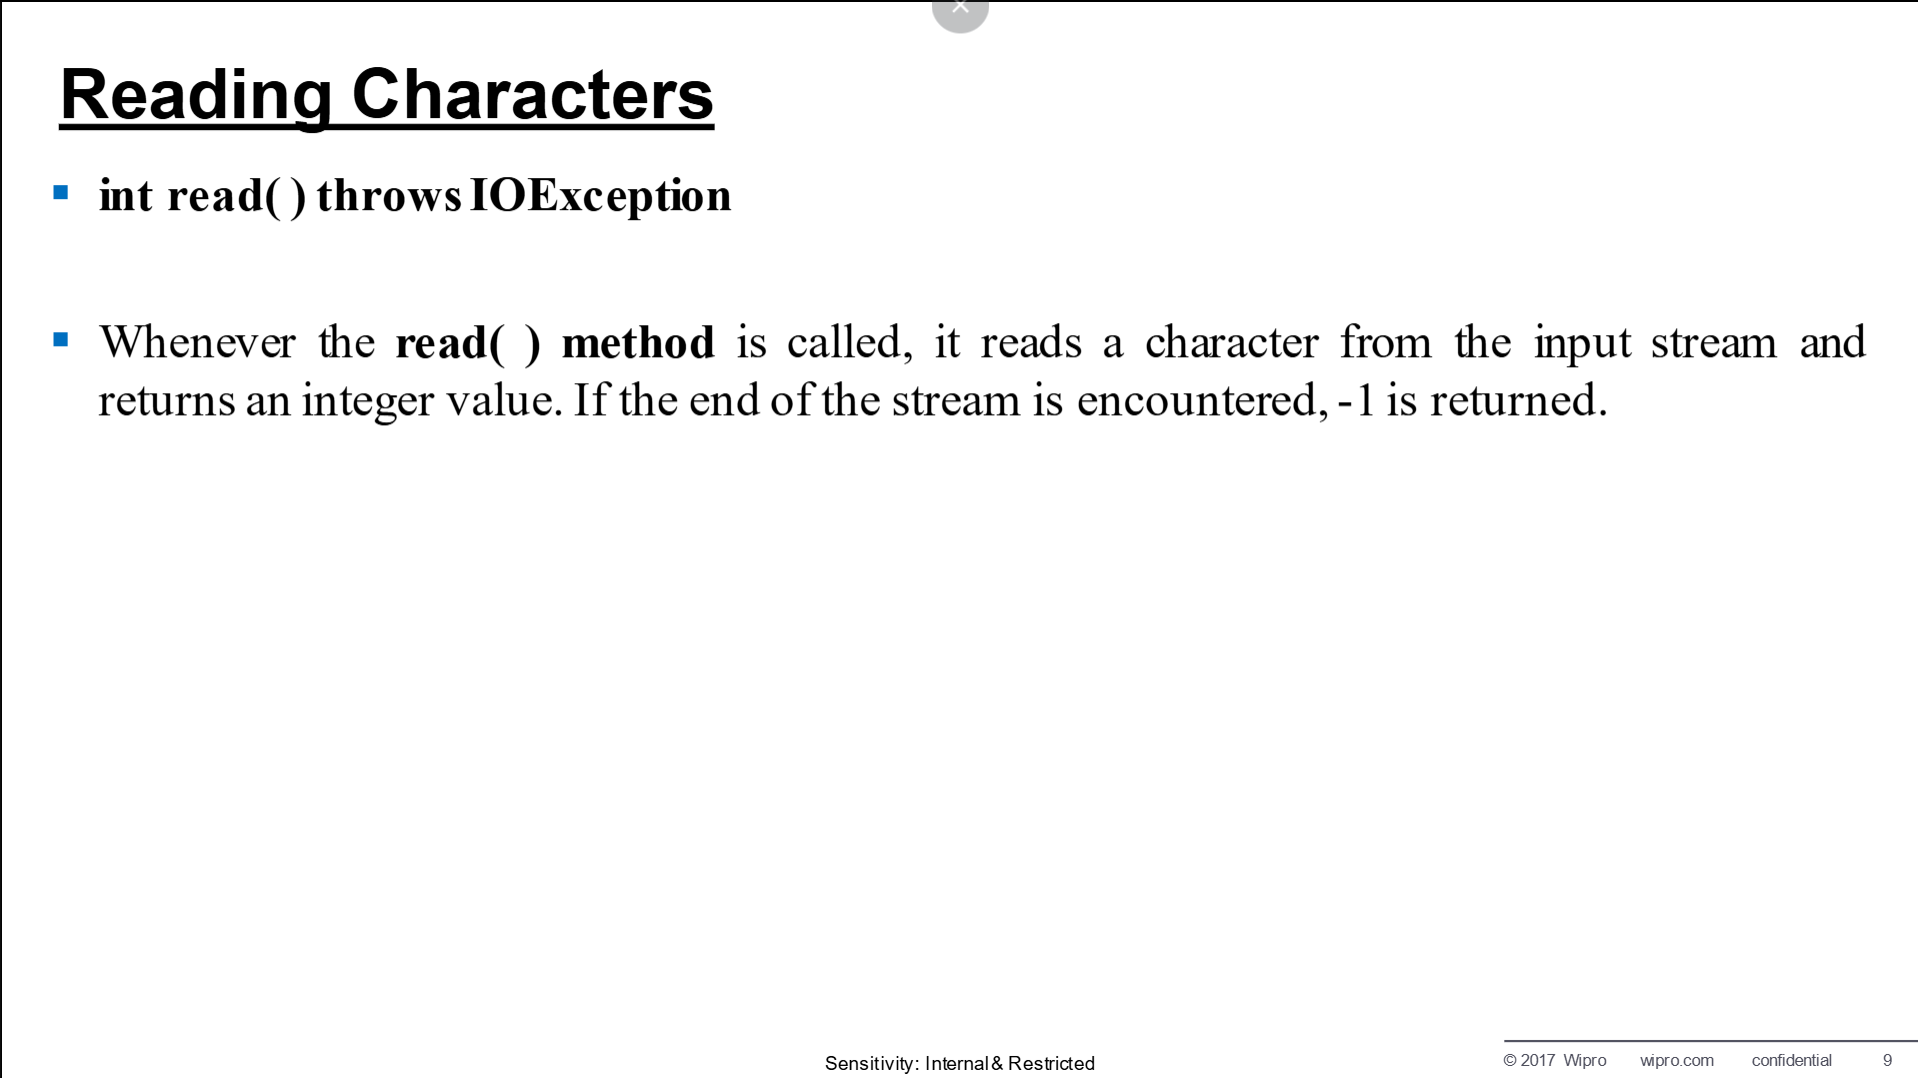 Reading Characters
int read( ) throws IOException
Whenever the read( ) method is called, it reads a character from the input stream and
returns an integer value. If the end of the stream is encountered, -1 is returned.
Sensitivity: Internal & Restricted
© 2017 Wipro wipro.com confidential 9